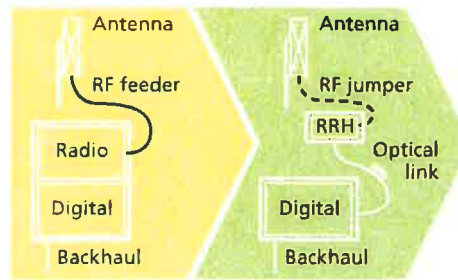 Antenna
RF feeder
Radio
Digital
Backhaul
Antenna
RF jumper
RRH
Optical
link
Digital
Backhaul